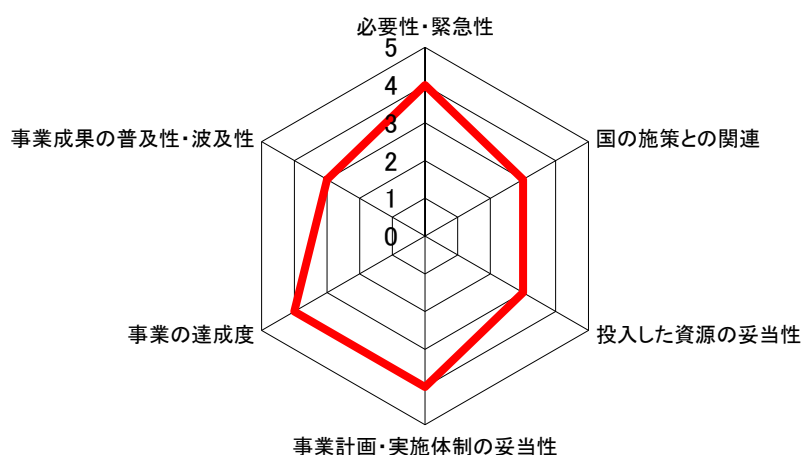 必要性・緊急性
5
4
3
2
1
0
事業成果の普及性・波及性
国の施策との関連
事業の達成度
投入した資源の妥当性
事業計画・実施体制の妥当性